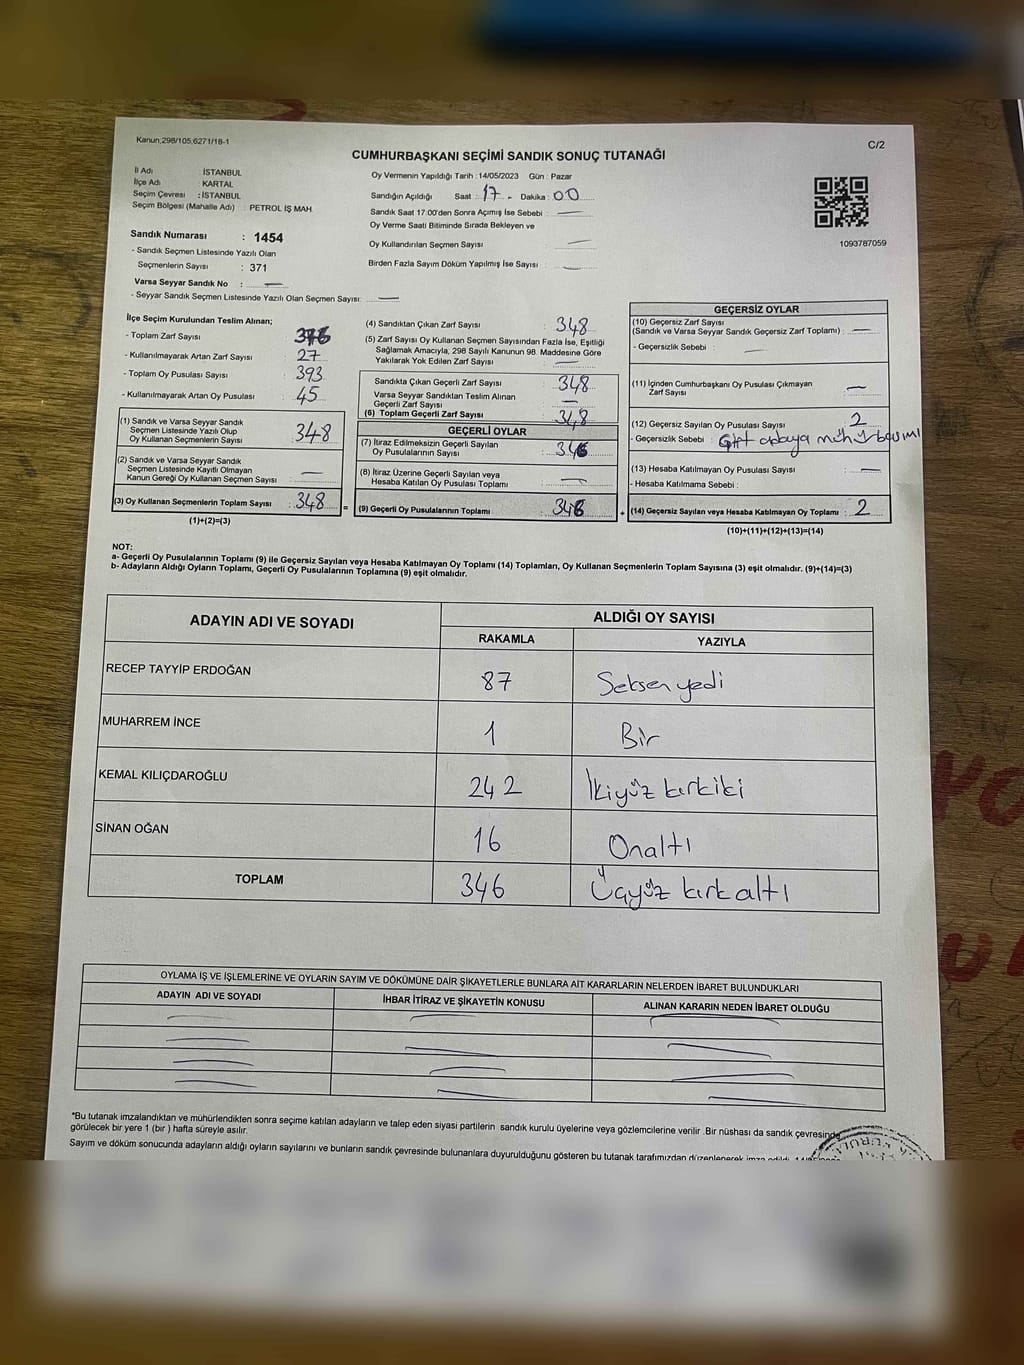 Kanun;298/105,6271/18-1
C/2
CUMHURBAŞKANI SEÇİMİ SANDIK SONUÇ TUTANAĞI
İl Adı İSTANBUL
İlçe Adı : KARTAL
Seçim Çevresi : İSTANBUL
Seçim Bölgesi (Mahalle Adı) : PETROL İŞ MAH
Sandık Numarası : 1454
- Sandık Seçmen Listesinde Yazılı Olan
Seçmenlerin Sayısı : 371
Varsa Seyyar Sandık No :
- Seyyar Sandık Seçmen Listesinde Yazılı Olan Seçmen Sayısı:
Oy Vermenin Yapıldığı Tarih :14/05/2023 Gün : Pazar
Sandığın Açıldığı Saat : 17 - Dakika : 00
Sandık Saat 17.00'den Sonra Açımış İse Sebebi :
Oy Verme Saati Bitiminde Sırada Bekleyen ve
Oy Kullandırılan Seçmen Sayısı :
Birden Fazla Sayım Döküm Yapılmış İse Sayısı :
1093787059
İlçe Seçim Kurulundan Teslim Alınan;
- Toplam Zarf Sayısı :
- Kullanılmayarak Artan Zarf Sayısı : 27
- Toplam Oy Pusulası Sayısı : 393
- Kullanılmayarak Artan Oy Pusulası : 45
(1) Sandık ve Varsa Seyyar Sandık
Seçmen Listesinde Yazılı Olup
Oy Kullanan Seçmenlerin Sayısı : 348
(2) Sandık ve Varsa Seyyar Sandık
Seçmen Listesinde Kayıtlı Olmayan
Kanun Gereği Oy Kullanan Seçmen Sayısı :
(3) Oy Kullanan Seçmenlerin Toplam Sayısı : 348
(1)+(2)=(3)
(4) Sandıktan Çıkan Zarf Sayısı : 348
(5) Zarf Sayısı Oy Kullanan Seçmen Sayısından Fazla İse, Eşitliği
Sağlamak Amacıyla, 298 Sayılı Kanunun 98. Maddesine Göre
Yakılarak Yok Edilen Zarf Sayısı :
Sandıkta Çıkan Geçerli Zarf Sayısı : 348
Varsa Seyyar Sandıktan Teslim Alınan
Geçerli Zarf Sayısı
(6) Toplam Geçerli Zarf Sayısı : 348
GEÇERLİ OYLAR
(7) İtiraz Edilmeksizin Geçerli Sayılan
Oy Pusulalarının Sayısı : 346
(8) İtiraz Üzerine Geçerli Sayılan veya
Hesaba Katılan Oy Pusulası Toplamı :
= (9) Geçerli Oy Pusulalarının Toplamı : 346
GEÇERSİZ OYLAR
(10) Geçersiz Zarf Sayısı
(Sandık ve Varsa Seyyar Sandık Geçersiz Zarf Toplamı) :
- Geçersizlik Sebebi :
(11) İçinden Cumhurbaşkanı Oy Pusulası Çıkmayan
Zarf Sayısı :
(12) Geçersiz Sayılan Oy Pusulası Sayısı : 2
- Geçersizlik Sebebi :
(13) Hesaba Katılmayan Oy Pusulası Sayısı :
- Hesaba Katılmama Sebebi :
+ (14) Geçersiz Sayılan veya Hesaba Katılmayan Oy Toplamı : 2
(10)+(11)+(12)+(13)=(14)
NOT:
a- Geçerli Oy Pusulalarının Toplamı (9) ile Geçersiz Sayılan veya Hesaba Katılmayan Oy Toplamı (14) Toplamları, Oy Kullanan Seçmenlerin Toplam Sayısına (3) eşit olmalıdır. (9)+(14)=(3)
b- Adayların Aldığı Oyların Toplamı, Geçerli Oy Pusulalarının Toplamına (9) eşit olmalıdır.
ADAYIN ADI VE SOYADI ALDIĞI OY SAYISI
RAKAMLA YAZIYLA
RECEP TAYYİP ERDOĞAN 87 Seksen yedi
MUHARREM İNCE 1 Bir
KEMAL KILIÇDAROĞLU 242 İkiyüz kırkiki
SİNAN OĞAN 16 Onaltı
TOPLAM 346 Üçyüz kırk altı
OYLAMA İŞ VE İŞLEMLERİNE VE OYLARIN SAYIM VE DÖKÜMÜNE DAİR ŞİKAYETLERLE BUNLARA AİT KARARLARIN NELERDEN İBARET BULUNDUKLARI
ADAYIN ADI VE SOYADI İHBAR İTİRAZ VE ŞİKAYETİN KONUSU ALINAN KARARIN NEDEN İBARET OLDUĞU
*Bu tutanak imzalandıktan ve mühürlendikten sonra seçime katılan adayların ve talep eden siyasi partilerin sandık kurulu üyelerine veya gözlemcilerine verilir .Bir nüshası da sandık çevresinde
görülecek bir yere 1 (bir ) hafta süreyle asılır.
Sayım ve döküm sonucunda adayların aldığı oyların sayılarını ve bunların sandık çevresinde bulunanlara duyurulduğunu gösteren bu tutanak tarafımızdan düzenlenerek